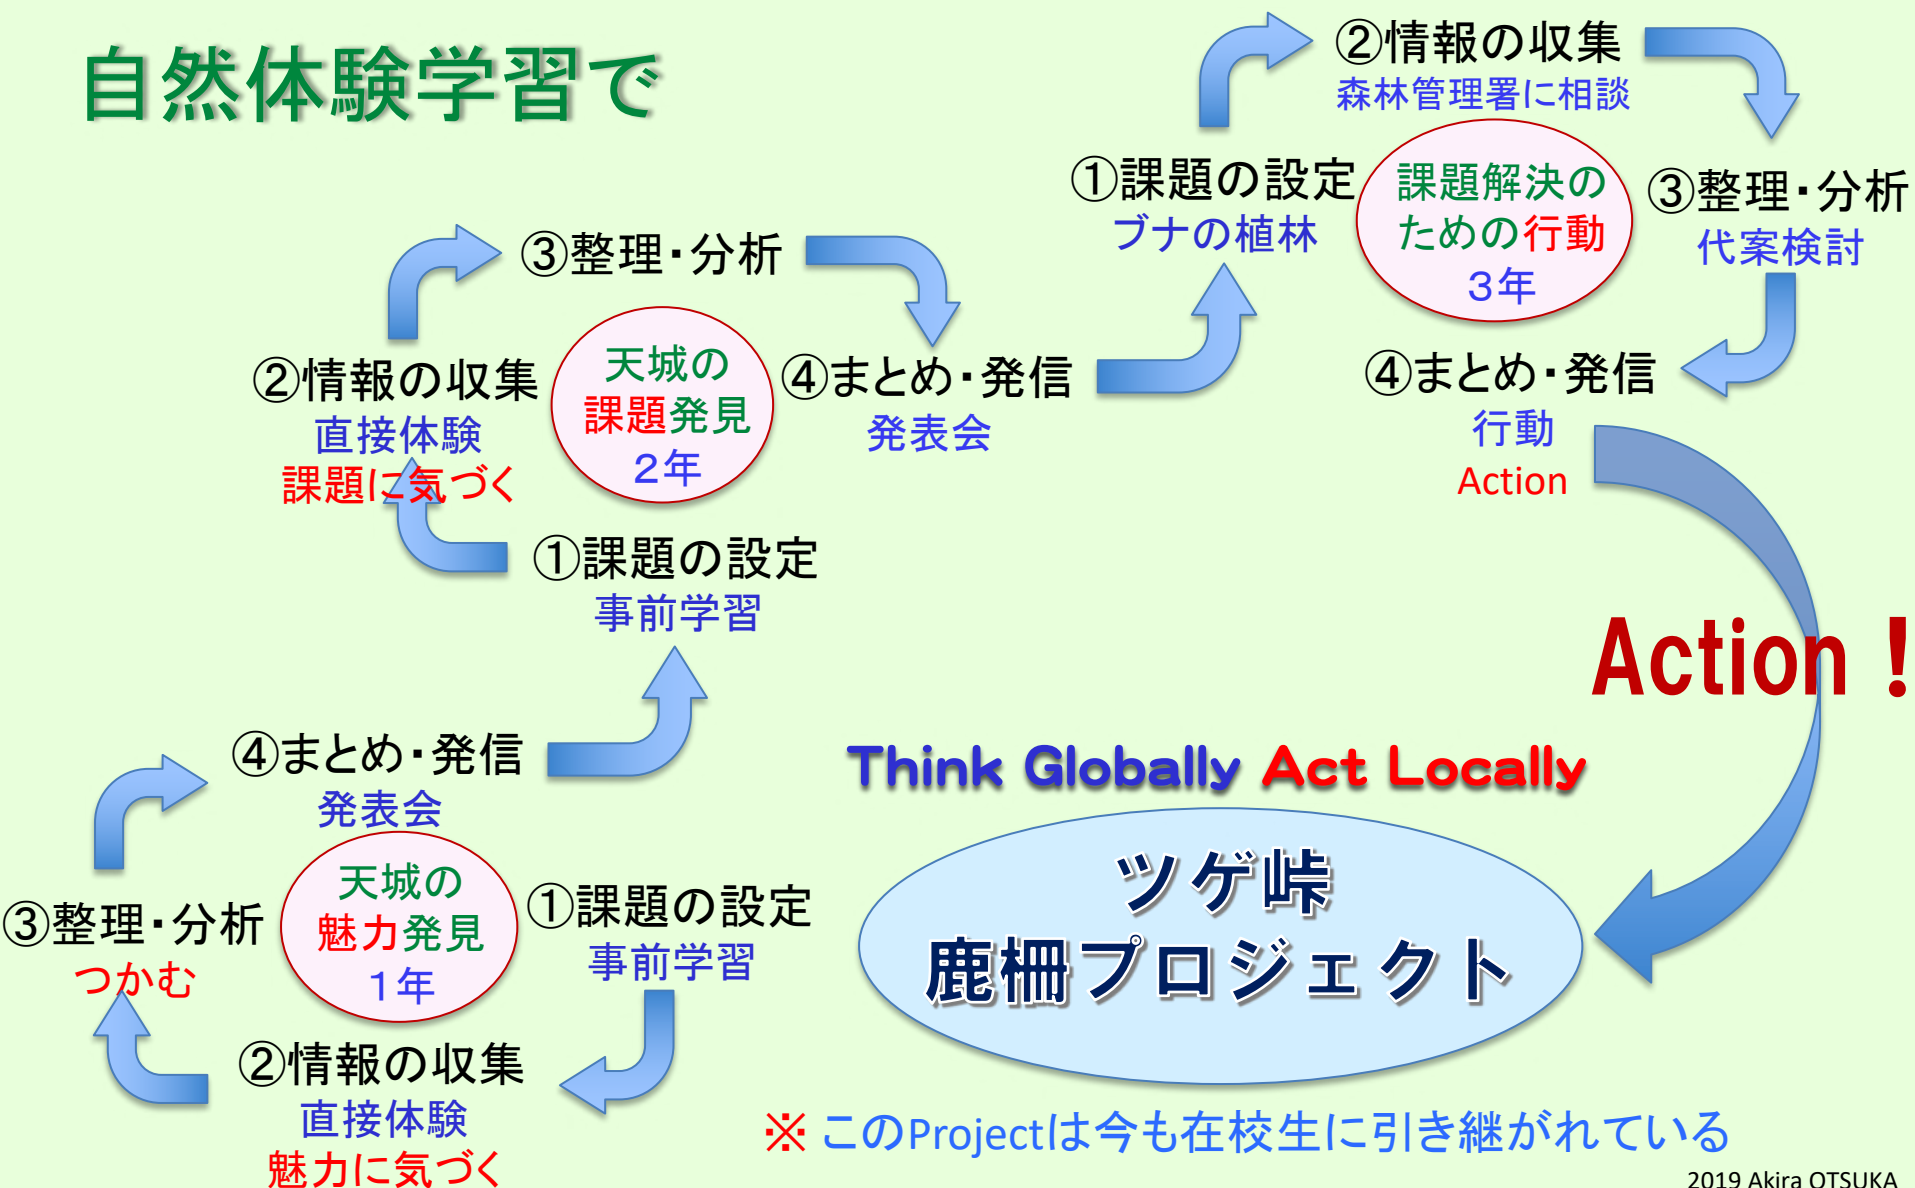 自然体験学習で
②情報の収集
森林管理署に相談
①課題の設定
ブナの植林
課題解決の
ための行動
３年
③整理・分析
代案検討
④まとめ・発信
行動
Action
③整理・分析
②情報の収集
直接体験
課題に気づく
天城の
課題発見
２年
④まとめ・発信
発表会
①課題の設定
事前学習
④まとめ・発信
発表会
③整理・分析
つかむ
天城の
魅力発見
１年
①課題の設定
事前学習
②情報の収集
直接体験
魅力に気づく
Action！
Think Globally Act Locally
ツゲ峠
鹿柵プロジェクト
※ このProjectは今も在校生に引き継がれている
2019 Akira OTSUKA